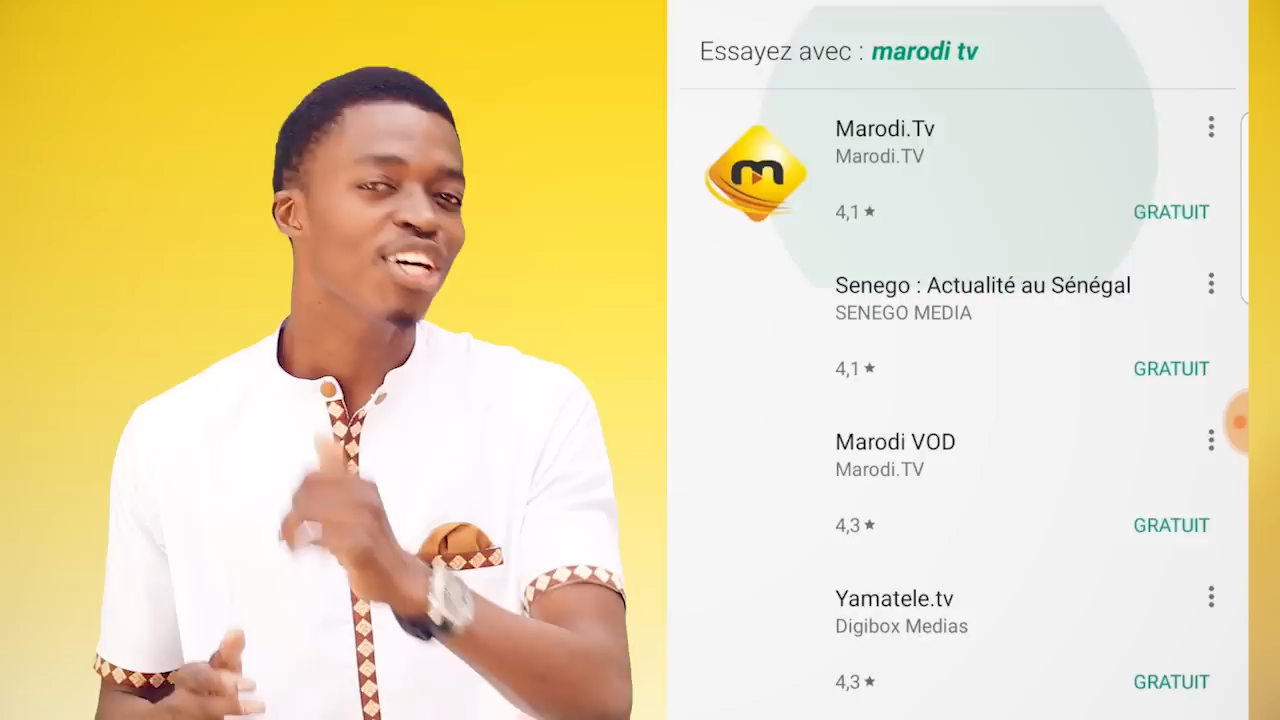 Essayez avec : marodi tv
m
Marodi.Tv
Marodi.TV
4,1 ★
GRATUIT
Senego : Actualité au Sénégal
SENEGO MEDIA
4,1 ★
GRATUIT
Marodi VOD
Marodi.TV
4,3 ★
GRATUIT
Yamatele.tv
Digibox Medias
4,3 ★
GRATUIT